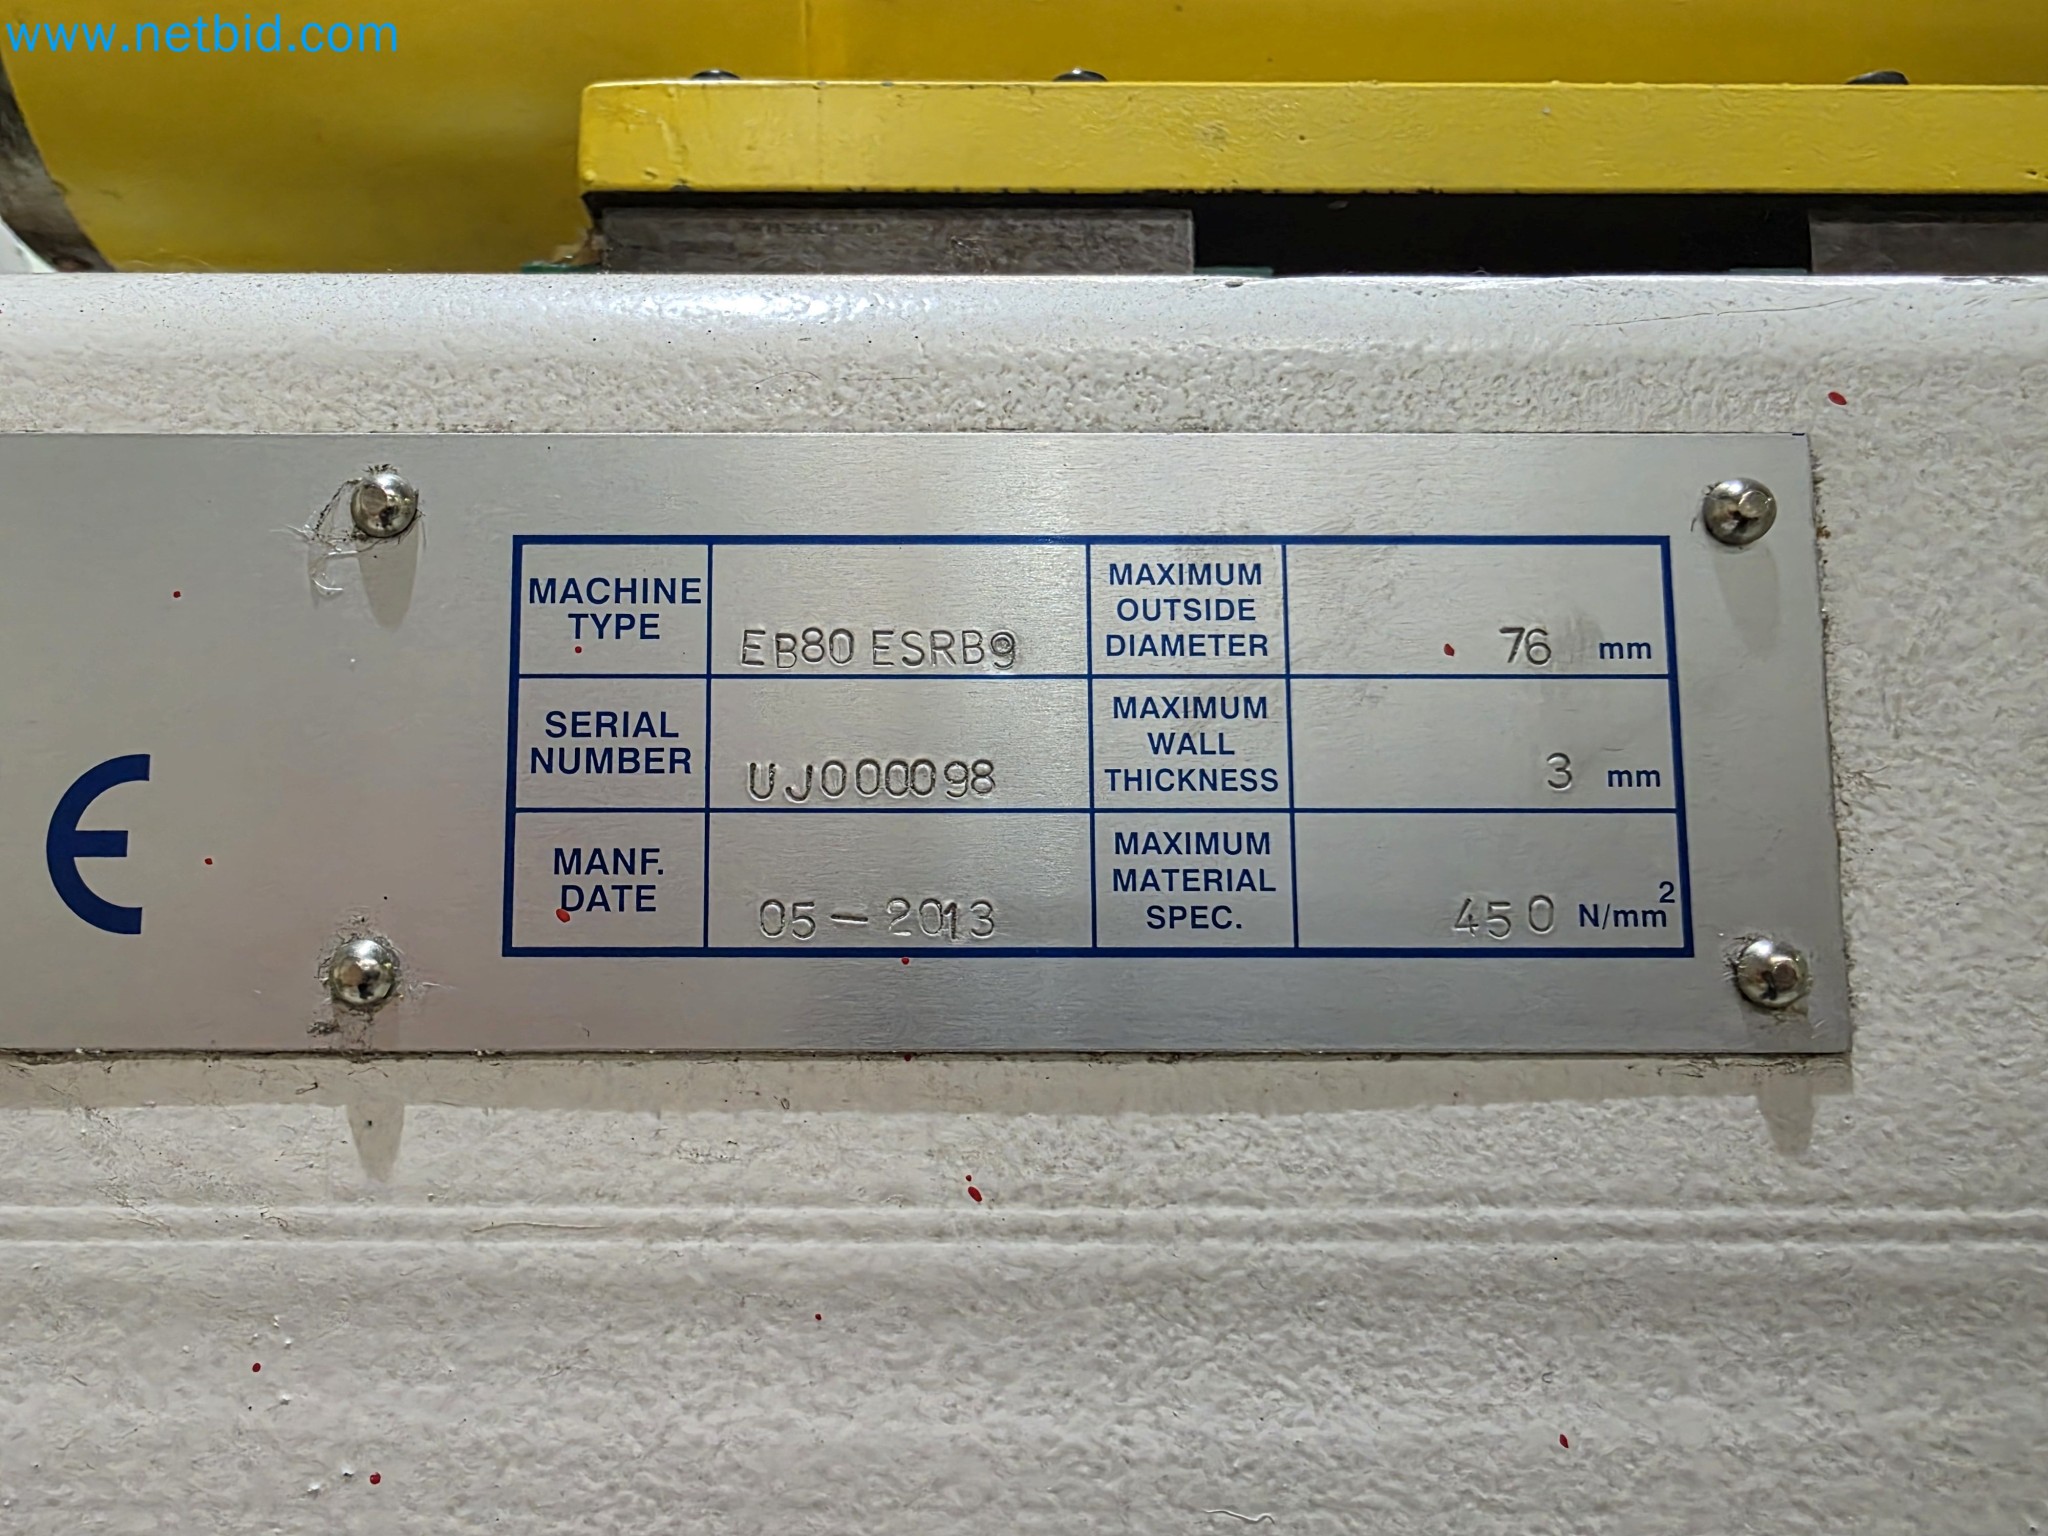 www.netbid.com
MACHINE
TYPE
EB80 ESRB9
MAXIMUM
OUTSIDE
DIAMETER
76 mm
SERIAL
NUMBER
UJ000098
MAXIMUM
WALL
THICKNESS
3 mm
MANF.
DATE
05-2013
MAXIMUM
MATERIAL
SPEC.
450 N/mm²
E